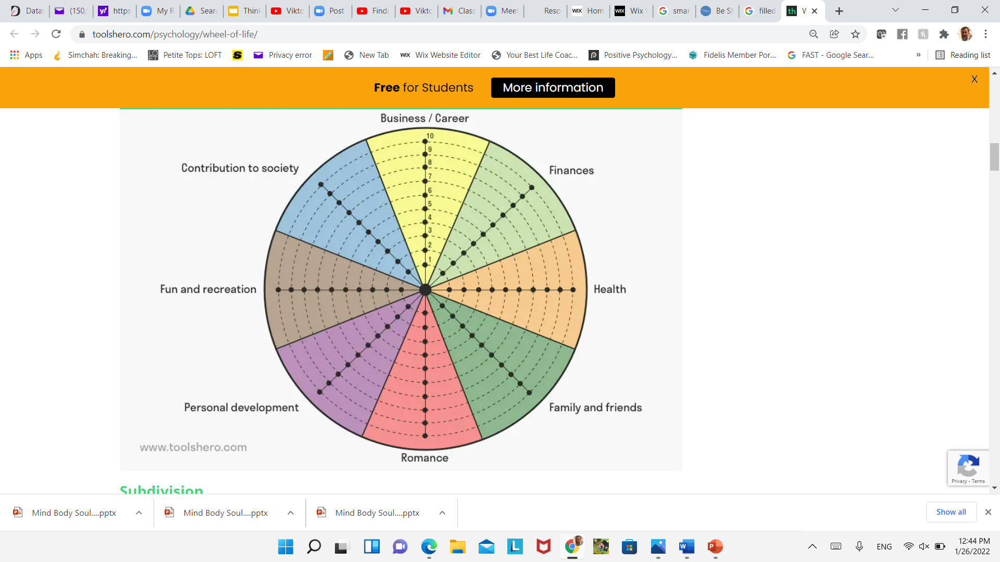 Data
(150,
https
My R
Sear
Think
Vikto
Post
Findi
Vikto
Class
Meet
Reso
WIX Hom
WIX Wix
smar
Be S
filled
th
toolshero.com/psychology/wheel-of-life/
Apps
Simchah: Breaking...
Petite Tops: LOFT
S
Privacy error
New Tab
WIX Wix Website Editor
Your Best Life Coac...
Positive Psychology...
Fidelis Member Por...
FAST - Google Sear...
»
Reading list
Free for Students
More information
X
Business / Career
10
9
8
7
6
5
4
3
2
1
Contribution to society
Finances
Fun and recreation
Health
Personal development
Family and friends
www.toolshero.com
Romance
Privacy - Terms
Subdivision
Mind Body Soul....pptx
Mind Body Soul....pptx
Mind Body Soul....pptx
Show all
ENG
12:44 PM
1/26/2022